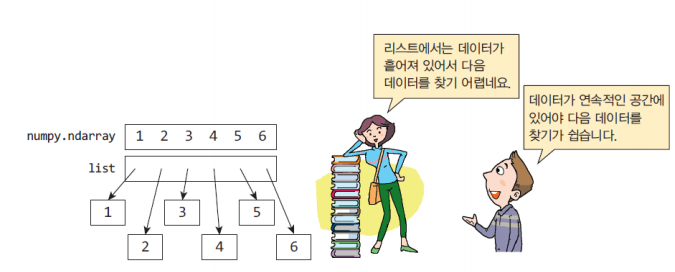 리스트에서는 데이터가
흩어져 있어서 다음
데이터를 찾기 어렵네요.
데이터가 연속적인 공간에
있어야 다음 데이터를
찾기가 쉽습니다.
numpy.ndarray 1 2 3 4 5 6
list
1 3 5
2 4 6